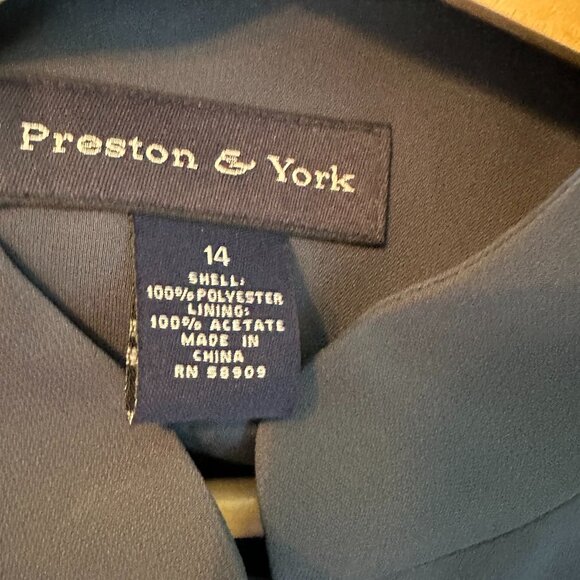 Preston & York
14
SHELL:
100% POLYESTER
LINING:
100% ACETATE
MADE IN
CHINA
RN 58909